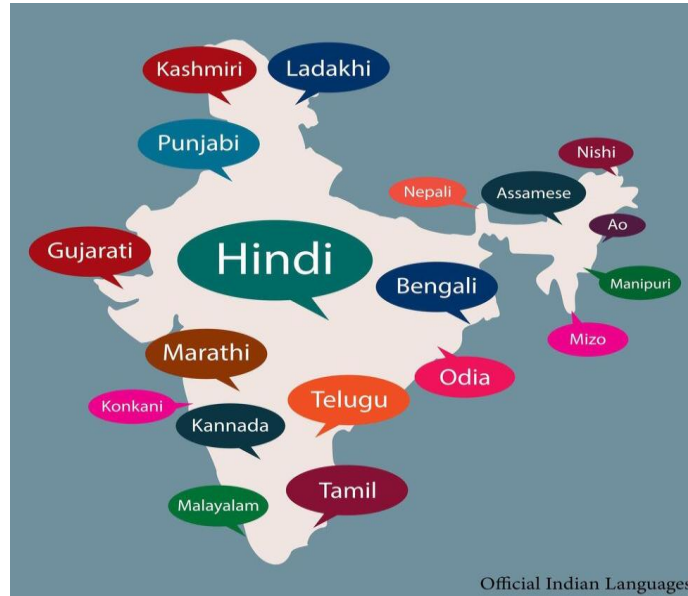 Kashmiri
Ladakhi
Punjabi
Nishi
Nepali
Assamese
Ao
Gujarati
Hindi
Bengali
Manipuri
Mizo
Marathi
Odia
Konkani
Telugu
Kannada
Tamil
Malayalam
Official Indian Languages